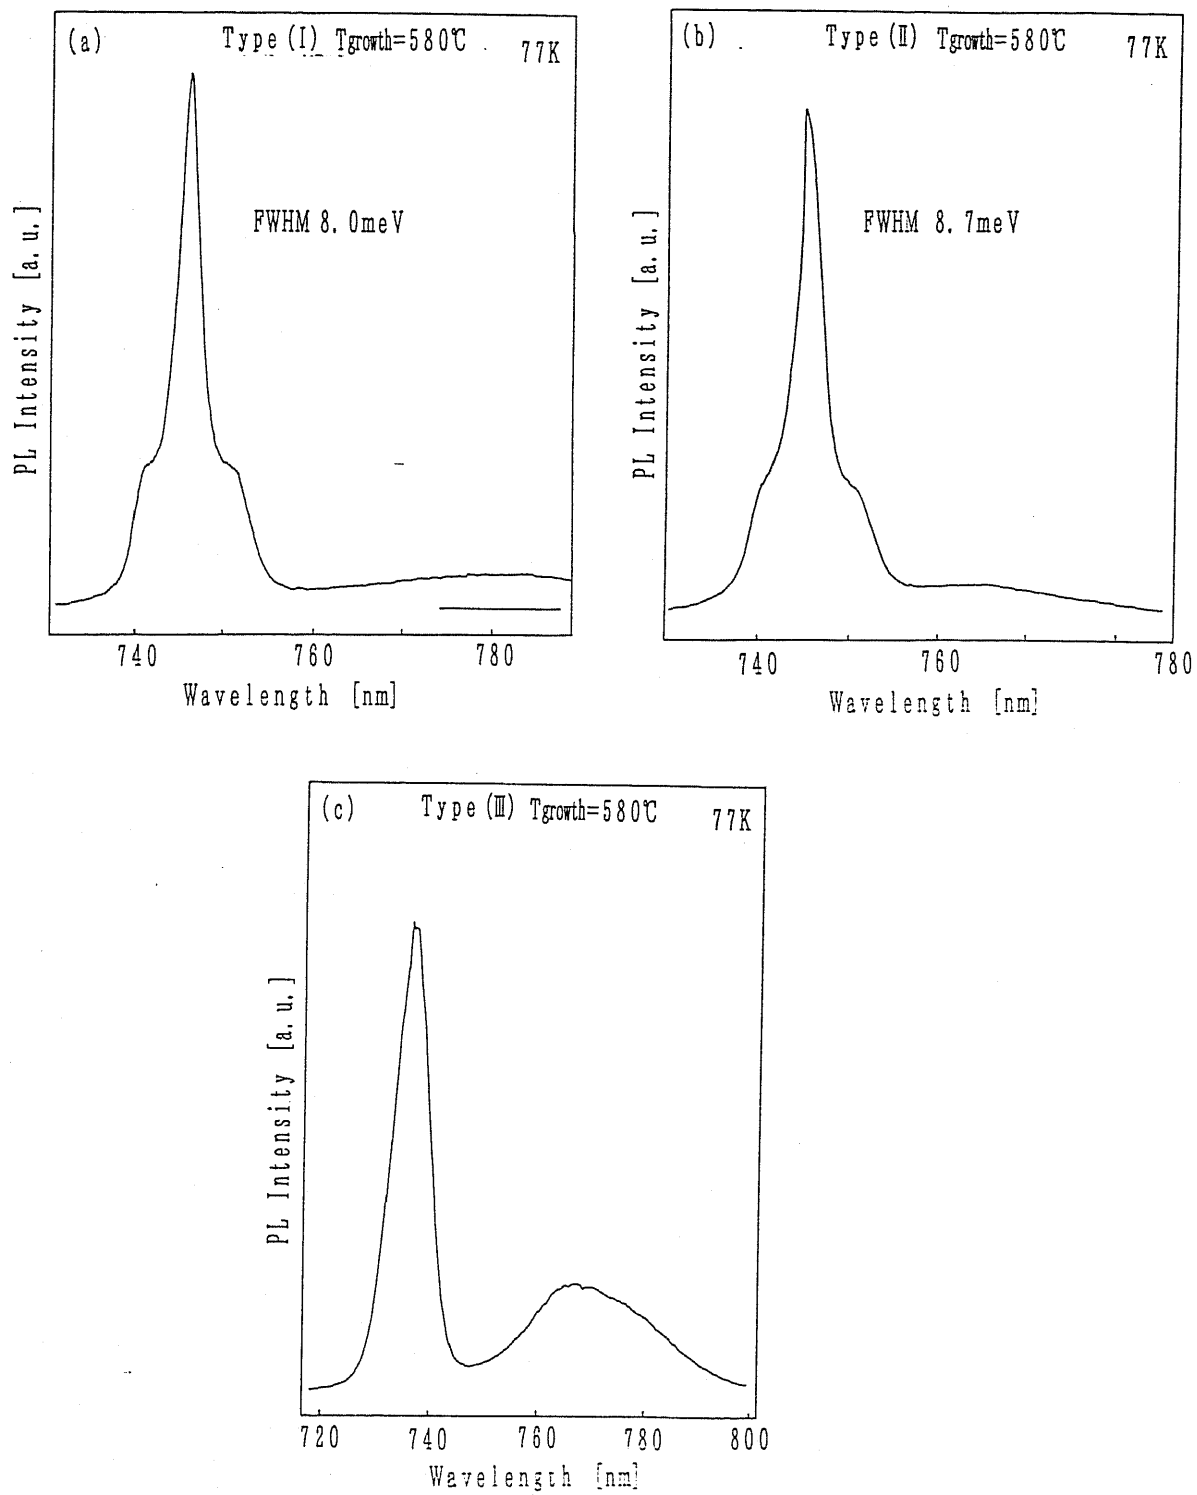 (a) Type (I) Tgrowth=580℃ 77K
FWHM 8.0meV
PL Intensity [a.u.]
740 760 780
Wavelength [nm]
(b) Type (Ⅱ) Tgrowth=580℃ 77K
FWHM 8.7meV
PL Intensity [a.u.]
740 760 780
Wavelength [nm]
(c) Type (Ⅲ) Tgrowth=580℃ 77K
PL Intensity [a.u.]
720 740 760 780 800
Wavelength [nm]